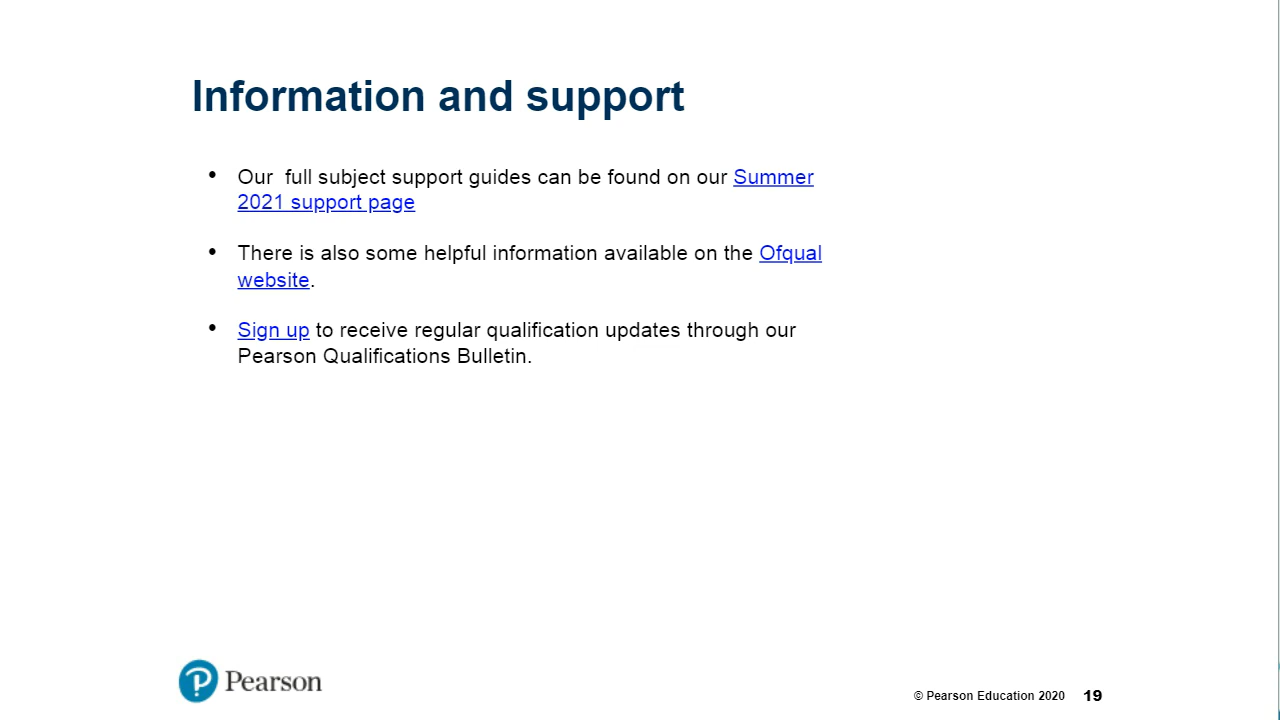 Information and support
• Our  full subject support guides can be found on our Summer
2021 support page
• There is also some helpful information available on the Ofqual
website.
• Sign up to receive regular qualification updates through our
Pearson Qualifications Bulletin.
Pearson
© Pearson Education 2020 19